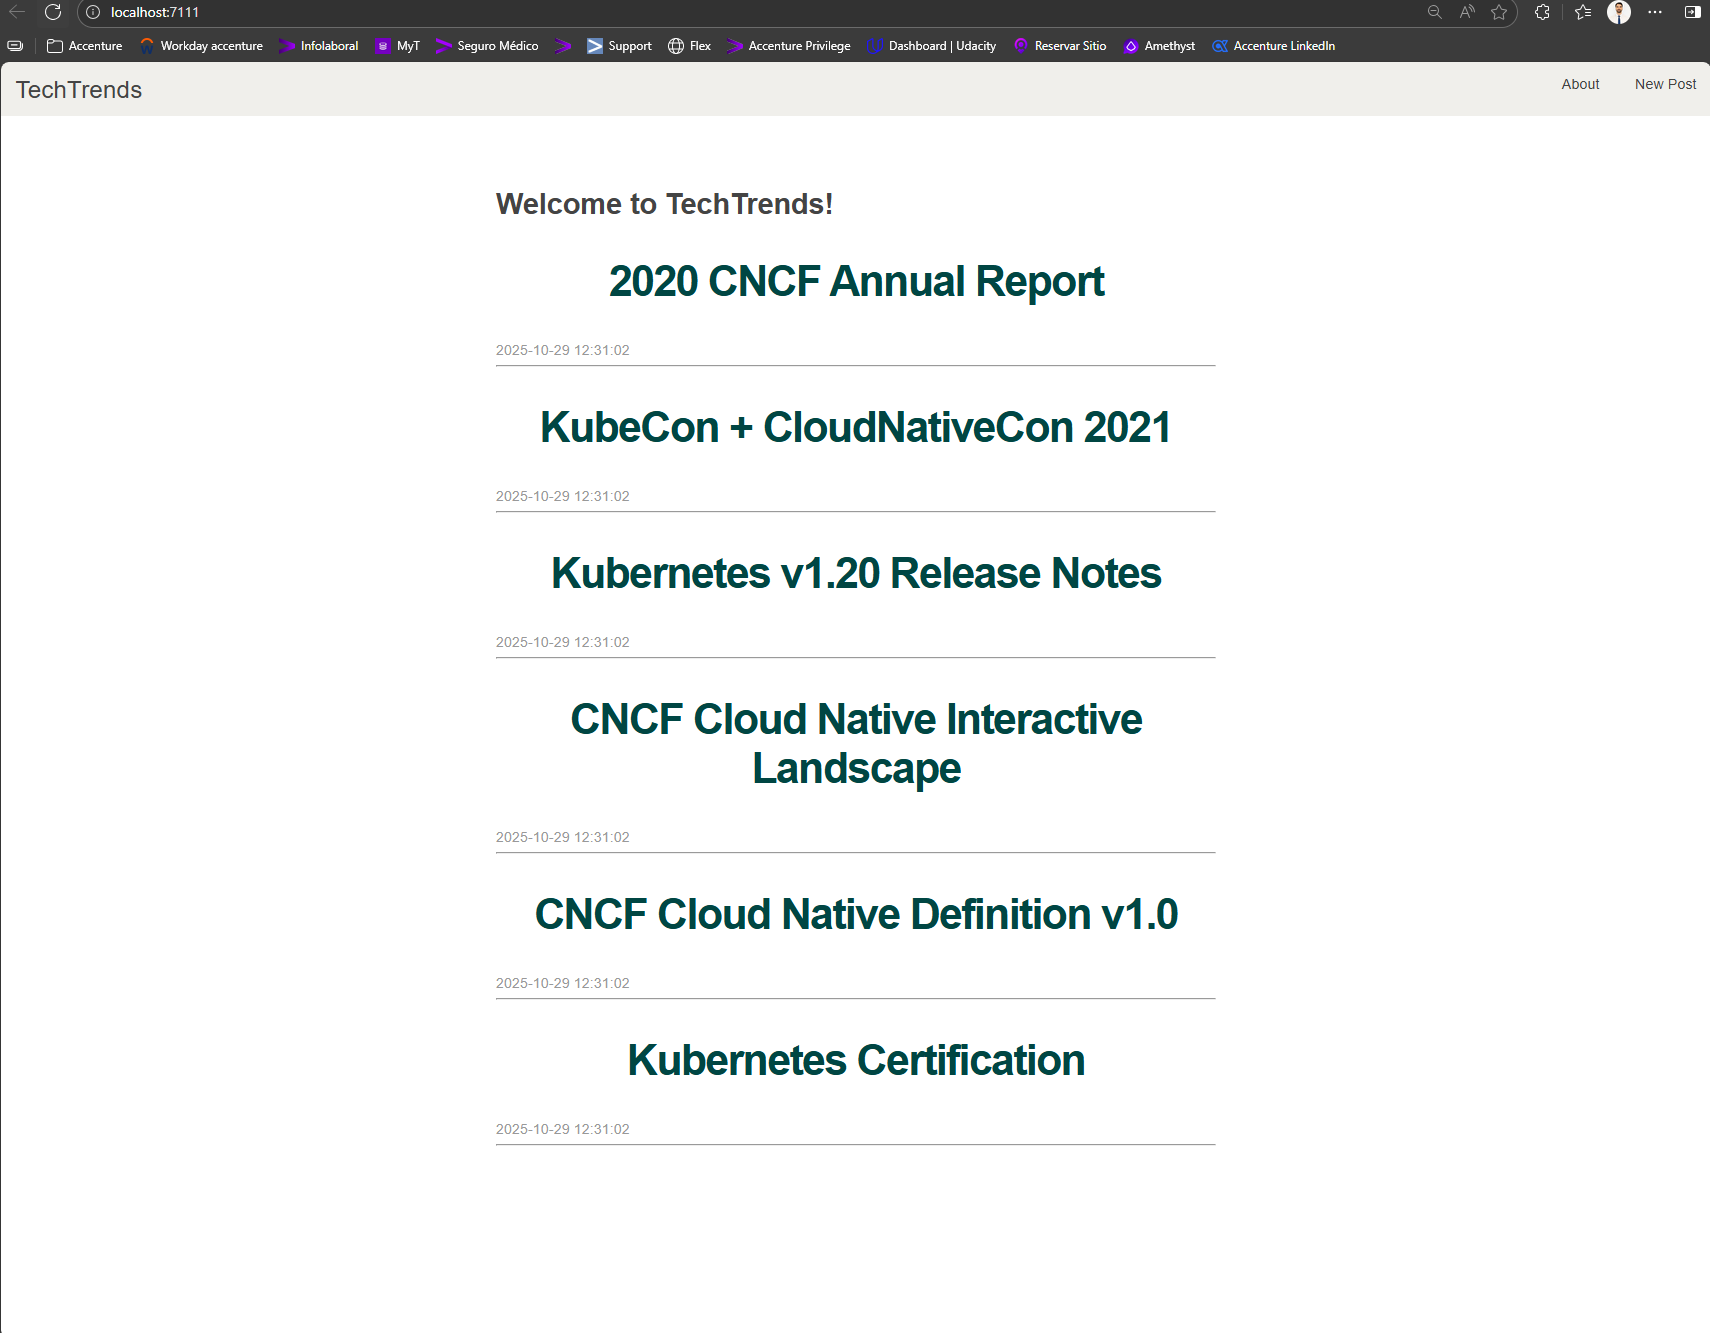 localhost:7111
Accenture Workday accenture Infolaboral MyT Seguro Médico Support Flex Accenture Privilege Dashboard | Udacity Reservar Sitio Amethyst Accenture LinkedIn
TechTrends About New Post
Welcome to TechTrends!
2020 CNCF Annual Report
2025-10-29 12:31:02
KubeCon + CloudNativeCon 2021
2025-10-29 12:31:02
Kubernetes v1.20 Release Notes
2025-10-29 12:31:02
CNCF Cloud Native Interactive
Landscape
2025-10-29 12:31:02
CNCF Cloud Native Definition v1.0
2025-10-29 12:31:02
Kubernetes Certification
2025-10-29 12:31:02